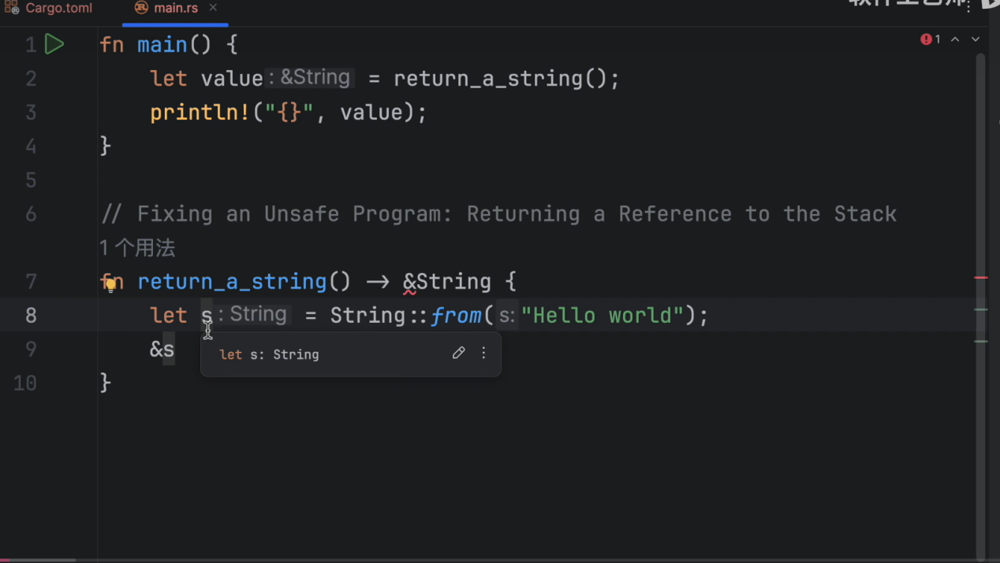 Cargo.toml main.rs
1
1 fn main() {
2 let value: &String = return_a_string();
3 println!("{}", value);
4 }
5
6 // Fixing an Unsafe Program: Returning a Reference to the Stack
1 个用法
7 fn return_a_string() -> &String {
8 let s: String = String::from(s: "Hello world");
9 &s
let s: String
10 }